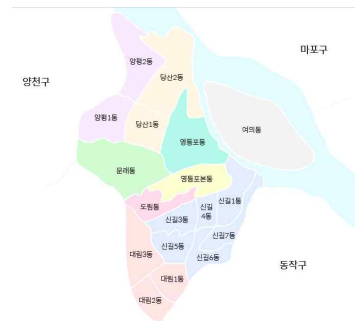 양평2동
마포구
당산2동
양천구
양평1동
당산1동
여의동
영등포동
문래동
영등포본동
도림동
신길3동
신길
4동
신길1동
신길7동
신길5동
대림3동
신길6동
동작구
대림1동
대림2동